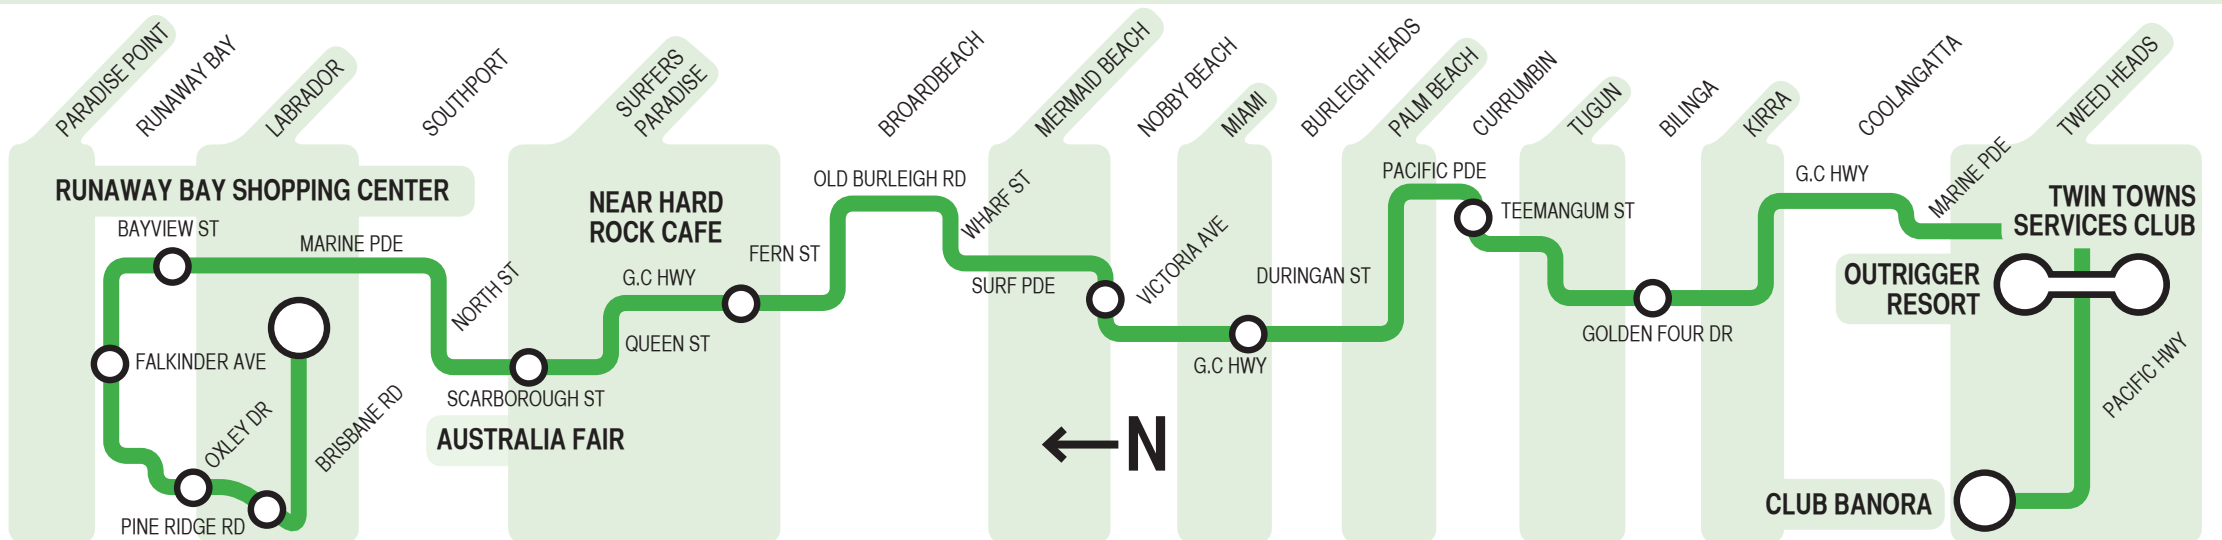 PARADISE POINT
RUNAWAY BAY
LABRADOR
SOUTHPORT
SURFERS
PARADISE
BROARDBEACH
MERMAID BEACH
NOBBY BEACH
MIAMI
BURLEIGH HEADS
PALM BEACH
CURRUMBIN
TUGUN
BILINGA
KIRRA
COOLANGATTA
TWEED HEADS
RUNAWAY BAY SHOPPING CENTER
BAYVIEW ST
MARINE PDE
FALKINDER AVE
OXLEY DR
BRISBANE RD
PINE RIDGE RD
NORTH ST
SCARBOROUGH ST
AUSTRALIA FAIR
NEAR HARD
ROCK CAFE
G.C HWY
QUEEN ST
FERN ST
OLD BURLEIGH RD
WHARF ST
SURF PDE
VICTORIA AVE
G.C HWY
DURINGAN ST
PACIFIC PDE
TEEMANGUM ST
GOLDEN FOUR DR
G.C HWY
MARINE PDE
TWIN TOWNS
SERVICES CLUB
OUTRIGGER
RESORT
PACIFIC HWY
CLUB BANORA
N